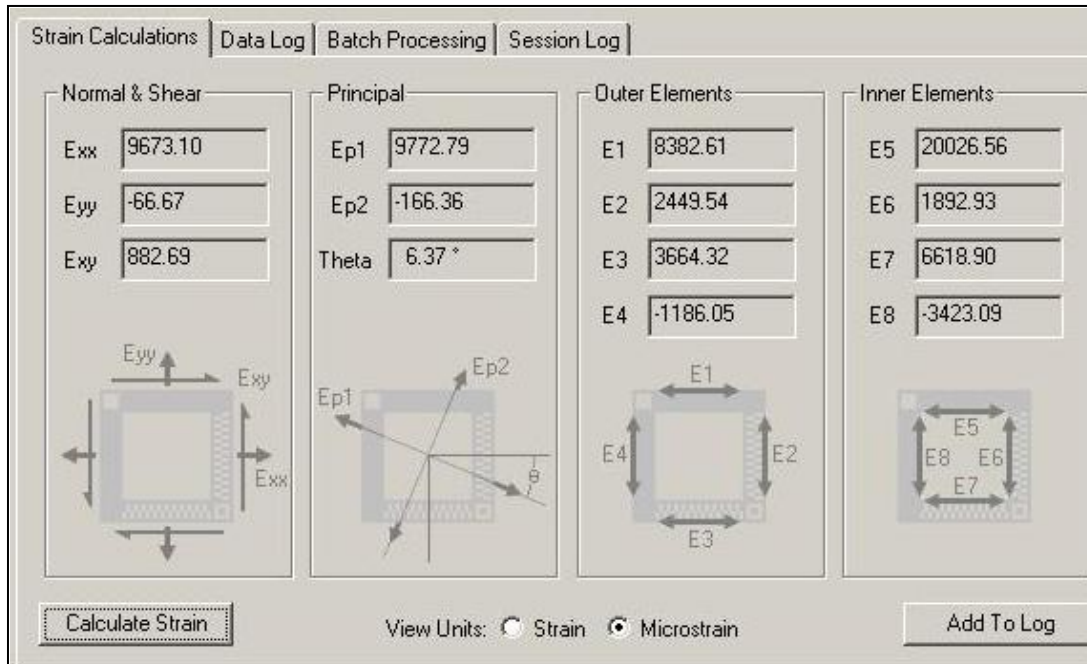 Strain Calculations
Data Log
Batch Processing
Session Log
Normal & Shear
Exx 9673.10
Eyy -66.67
Exy 882.69
Eyy
Exy
Exx
Principal
Ep1 9772.79
Ep2 -166.36
Theta 6.37 °
Ep2
Ep1
θ
Outer Elements
E1 8382.61
E2 2449.54
E3 3664.32
E4 -1186.05
E1
E4
E2
E3
Inner Elements
E5 20026.56
E6 1892.93
E7 6618.90
E8 -3423.09
E5
E8 E6
E7
Calculate Strain
View Units: Strain Microstrain
Add To Log